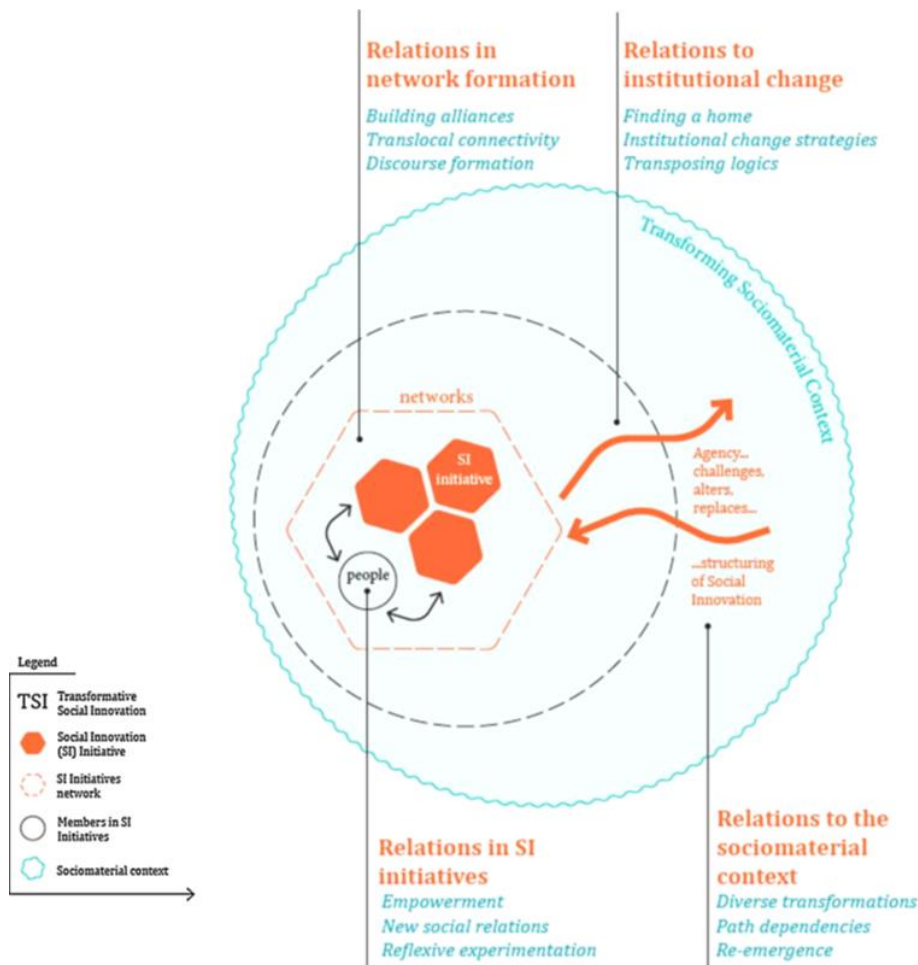 Relations in
network formation
Building alliances
Translocal connectivity
Discourse formation
Relations to
institutional change
Finding a home
Institutional change strategies
Transposing logics
Transforming Sociomaterial Context
networks
SI
initiative
people
Agency...
challenges,
alters,
replaces...
...structuring
of Social
Innovation
Legend
TSI
Transformative
Social Innovation
Social Innovation
(SI) Initiative
SI Initiatives
network
Members in SI
Initiatives
Sociomaterial context
Relations in SI
initiatives
Empowerment
New social relations
Reflexive experimentation
Relations to the
sociomaterial
context
Diverse transformations
Path dependencies
Re-emergence